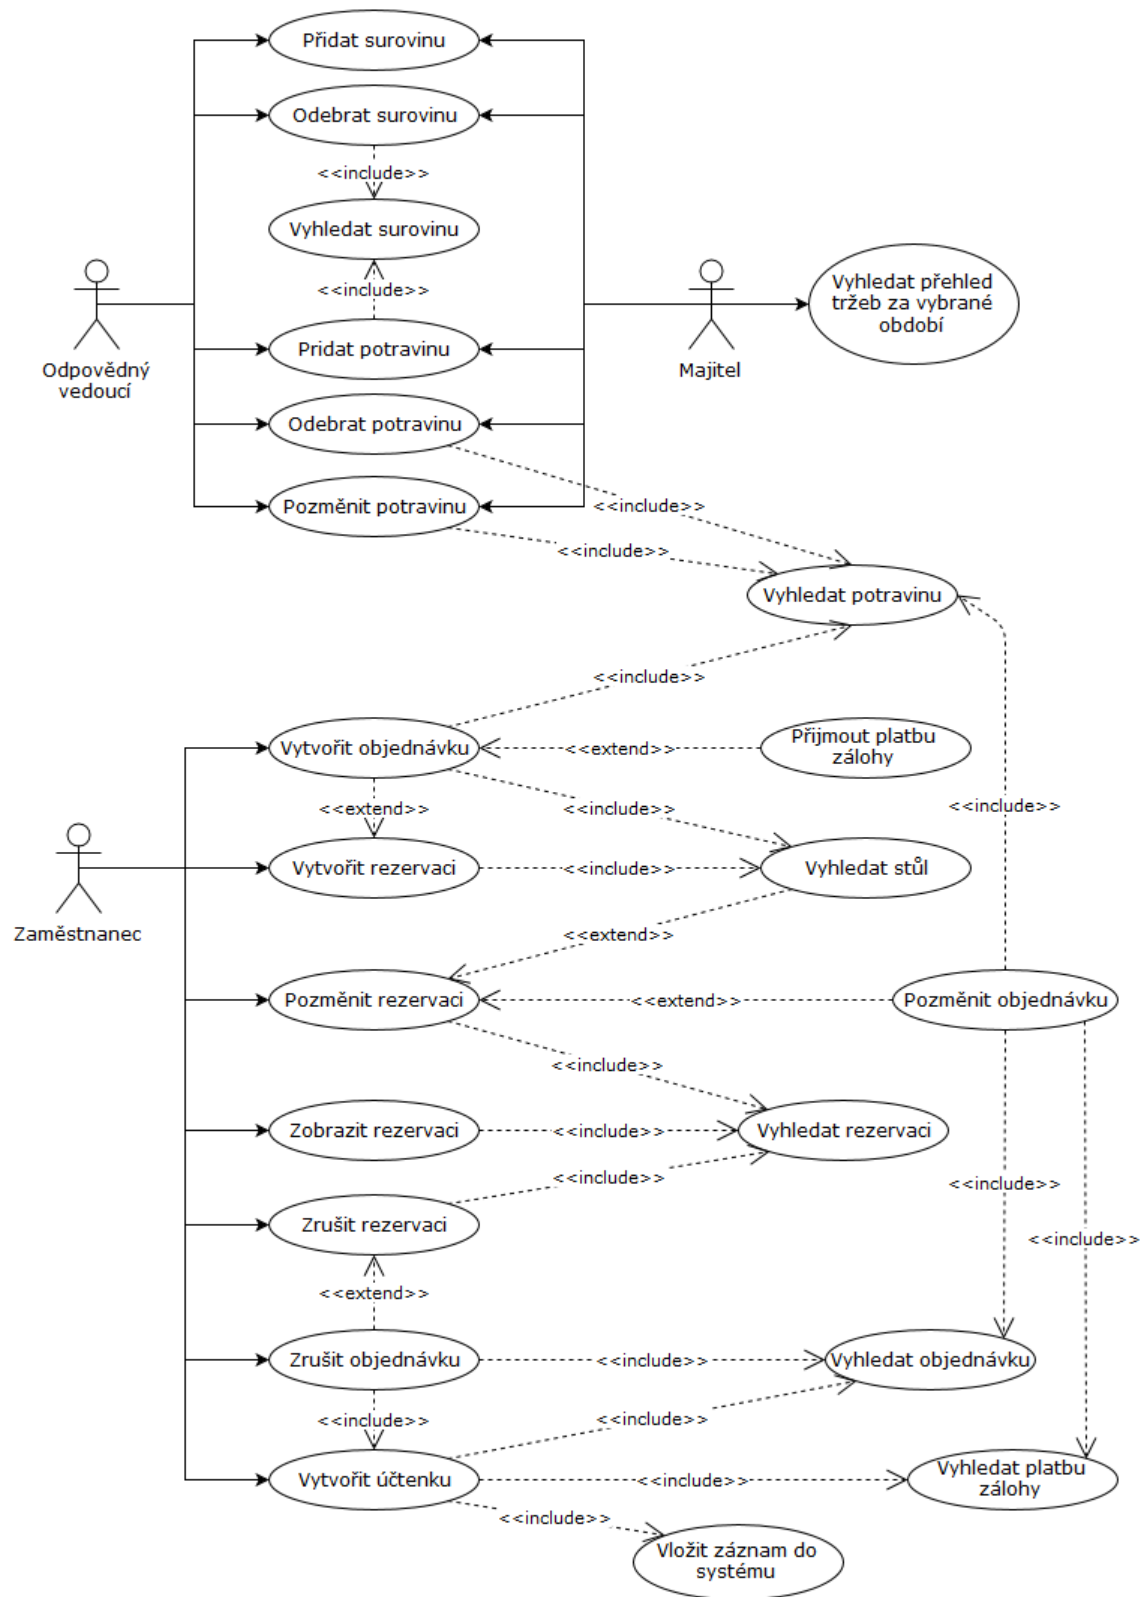 Přidat surovinu
Odebrat surovinu
<<include>>
Vyhledat surovinu
<<include>>
Vyhledat přehled
tržeb za vybrané
období
Odpovědný
vedoucí
Pridat potravinu
Majitel
Odebrat potravinu
Pozměnit potravinu
<<include>>
<<include>>
Vyhledat potravinu
<<include>>
Vytvořit objednávku
<<extend>>
Přijmout platbu
zálohy
<<extend>>
<<include>>
<<include>>
Zaměstnanec
Vytvořit rezervaci
<<include>>
Vyhledat stůl
<<extend>>
Pozměnit rezervaci
<<extend>>
Pozměnit objednávku
<<include>>
Zobrazit rezervaci
<<include>>
Vyhledat rezervaci
<<include>>
<<include>>
Zrušit rezervaci
<<include>>
<<extend>>
Zrušit objednávku
<<include>>
Vyhledat objednávku
<<include>>
<<include>>
Vytvořit účtenku
<<include>>
Vyhledat platbu
zálohy
<<include>>
Vložit záznam do
systému